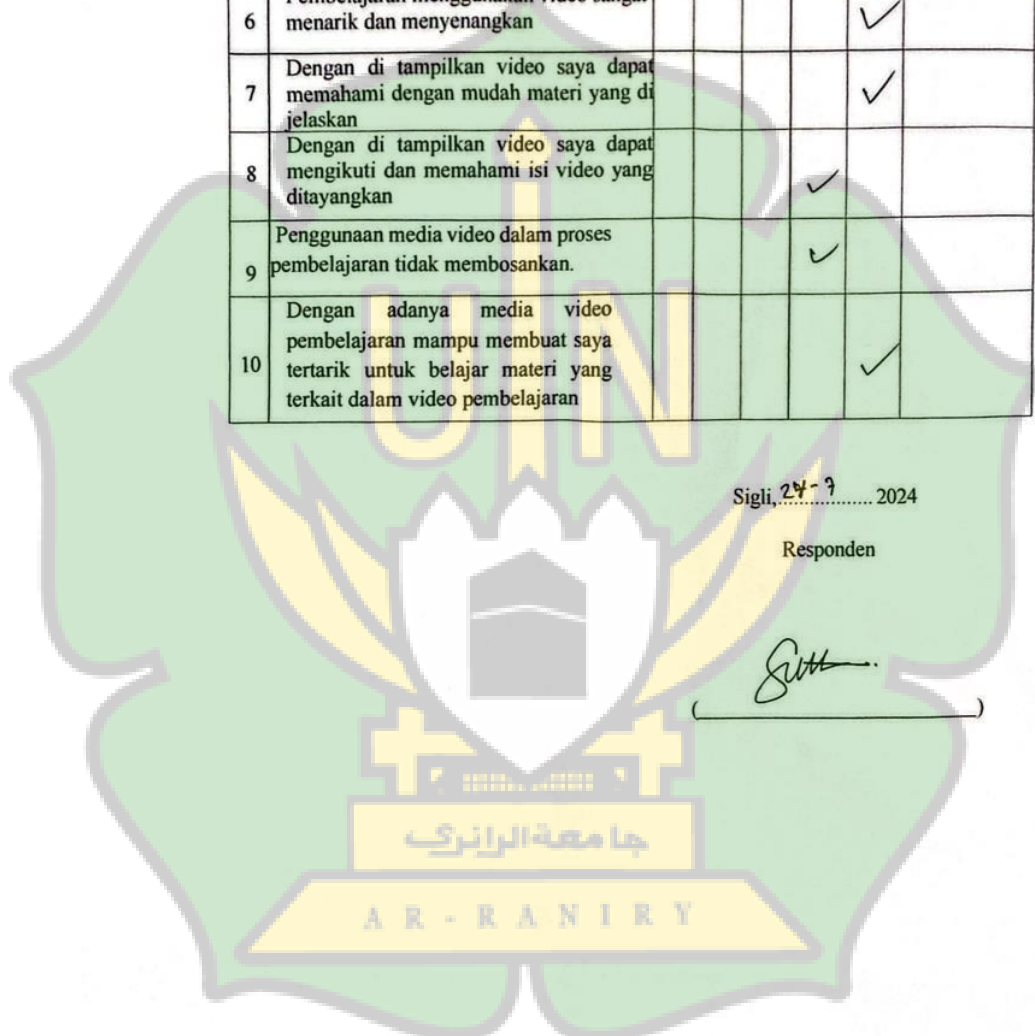 6 menarik dan menyenangkan ✓
Dengan di tampilkan video saya dapat
7 memahami dengan mudah materi yang di ✓
jelaskan
Dengan di tampilkan video saya dapat
8 mengikuti dan memahami isi video yang ✓
ditayangkan
Penggunaan media video dalam proses
9 pembelajaran tidak membosankan. ✓
Dengan adanya media video
pembelajaran mampu membuat saya
10 tertarik untuk belajar materi yang ✓
terkait dalam video pembelajaran
UIN
Sigli, 2024
Responden
( )
جامعة الرانري
AR-RANIRY